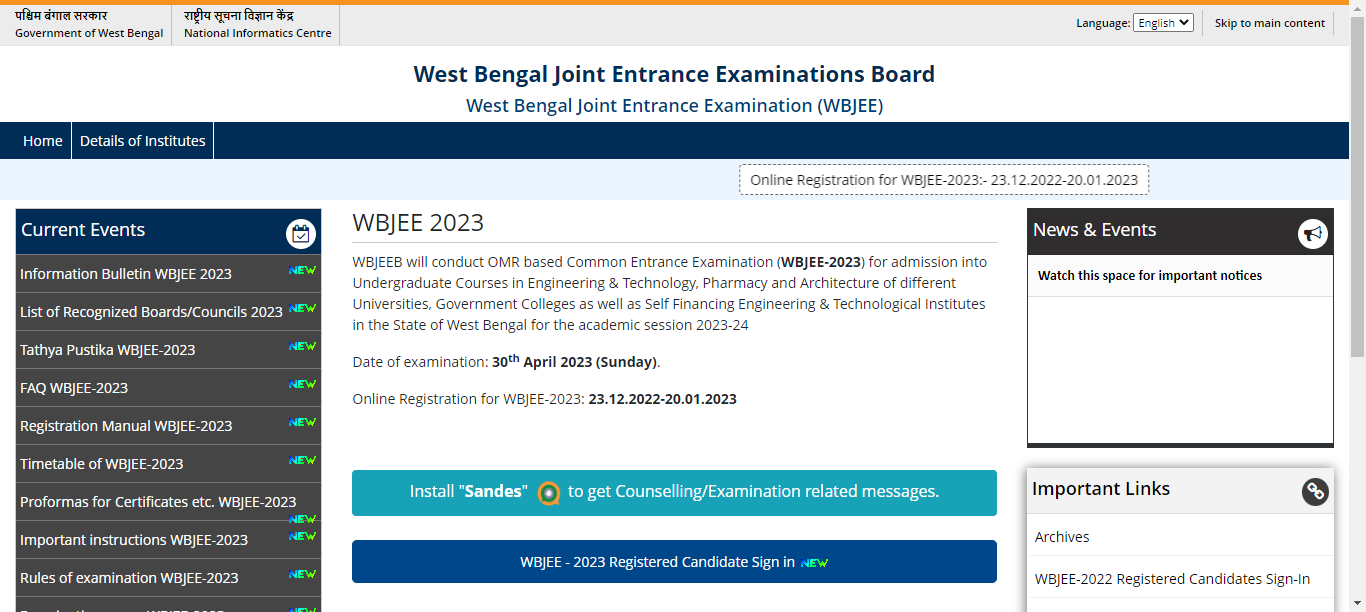 पश्चिम बंगाल सरकार
Government of West Bengal
राष्ट्रीय सूचना विज्ञान केंद्र
National Informatics Centre
Language: English
Skip to main content
West Bengal Joint Entrance Examinations Board
West Bengal Joint Entrance Examination (WBJEE)
Home
Details of Institutes
Online Registration for WBJEE-2023:- 23.12.2022-20.01.2023
Current Events
Information Bulletin WBJEE 2023 NEW
List of Recognized Boards/Councils 2023 NEW
Tathya Pustika WBJEE-2023 NEW
FAQ WBJEE-2023 NEW
Registration Manual WBJEE-2023 NEW
Timetable of WBJEE-2023 NEW
Proformas for Certificates etc. WBJEE-2023
NEW
Important instructions WBJEE-2023 NEW
Rules of examination WBJEE-2023 NEW
WBJEE 2023
WBJEEB will conduct OMR based Common Entrance Examination (WBJEE-2023) for admission into
Undergraduate Courses in Engineering & Technology, Pharmacy and Architecture of different
Universities, Government Colleges as well as Self Financing Engineering & Technological Institutes
in the State of West Bengal for the academic session 2023-24
Date of examination: 30th April 2023 (Sunday).
Online Registration for WBJEE-2023: 23.12.2022-20.01.2023
Install "Sandes" to get Counselling/Examination related messages.
WBJEE - 2023 Registered Candidate Sign in NEW
News & Events
Watch this space for important notices
Important Links
Archives
WBJEE-2022 Registered Candidates Sign-In